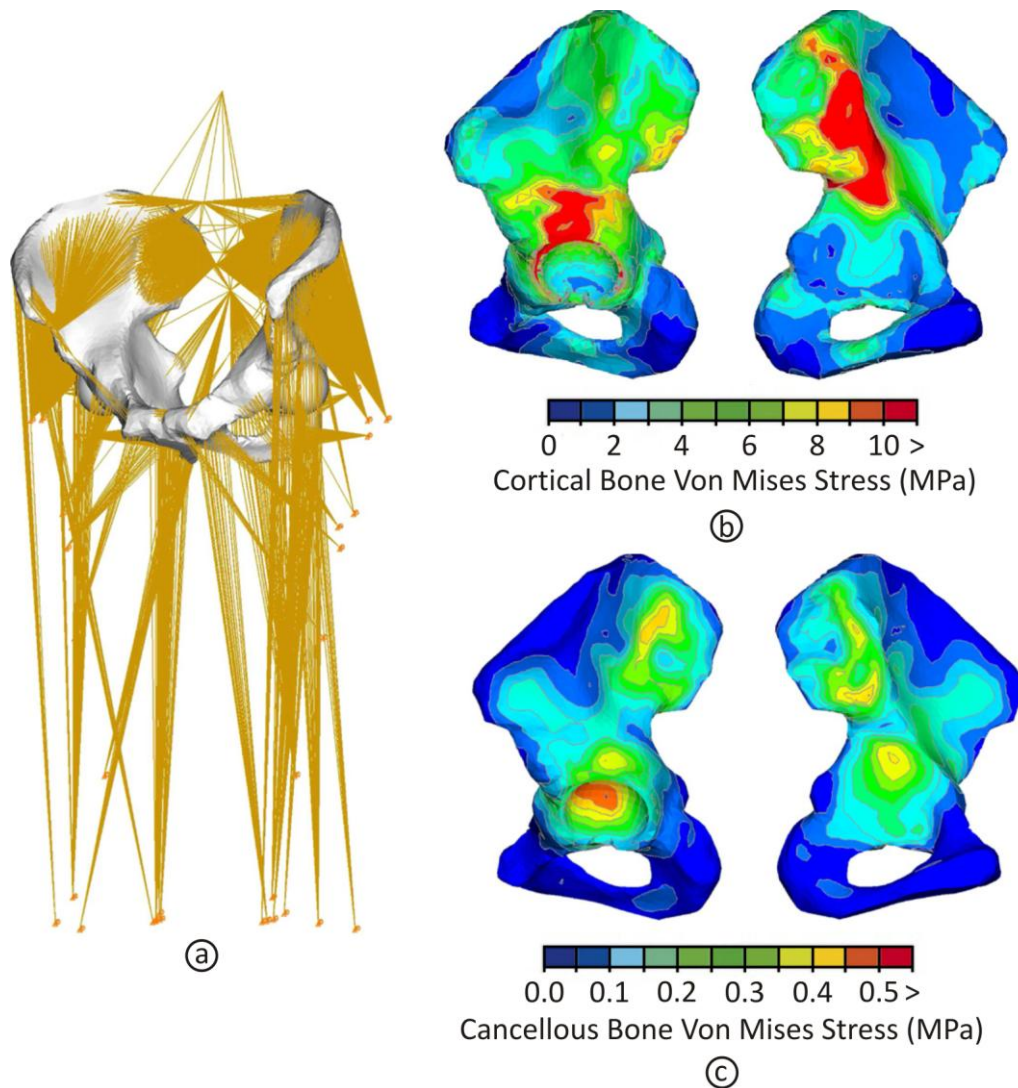 0 2 4 6 8 10 >
Cortical Bone Von Mises Stress (MPa)
b
a
0.0 0.1 0.2 0.3 0.4 0.5 >
Cancellous Bone Von Mises Stress (MPa)
c